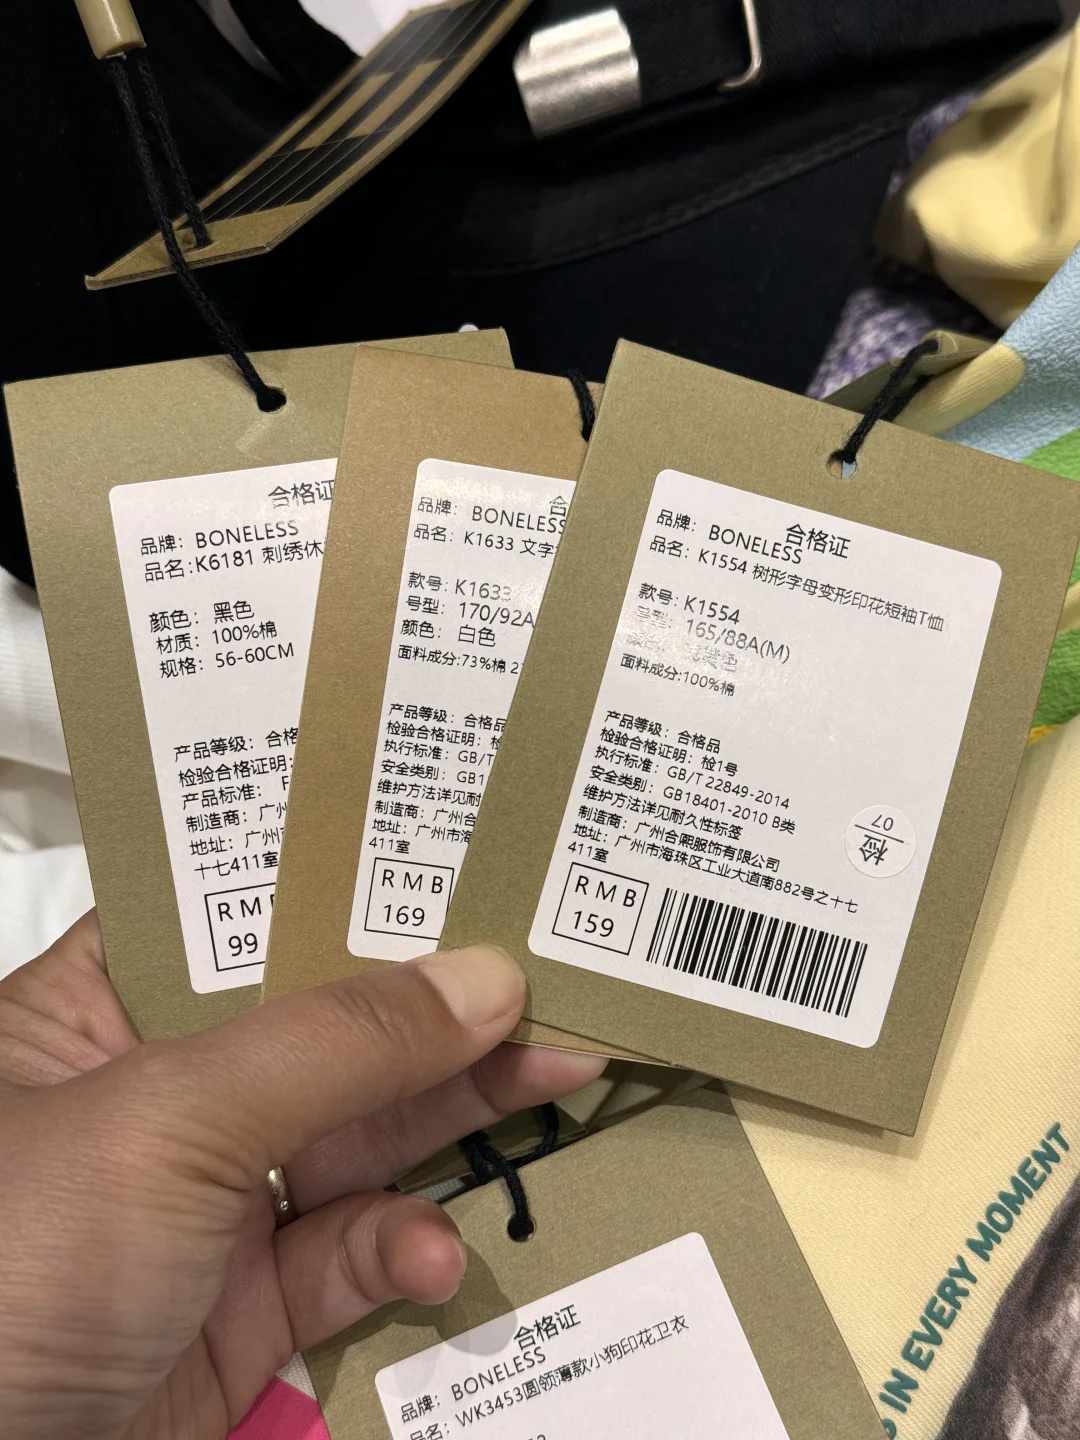 合格证
品牌: BONELESS
品名:K6181 刺绣休
颜色: 黑色
材质: 100%棉
规格: 56-60CM
产品等级: 合格
检验合格证明:
产品标准:
制造商: 广州
地址: 广州
十七411室
RMB
99
合
品牌: BONELESS
品名: K1633 文字
款号: K1633
号型: 170/92A
颜色: 白色
面料成分:73%棉 2
产品等级: 合格品
检验合格证明: 检
执行标准: GB/T
安全类别: GB1
维护方法详见耐
制造商: 广州合
地址: 广州市海
411室
RMB
169
合格证
品牌: BONELESS
品名: K1554 树形字母变形印花短袖T恤
款号: K1554
号型: 165/88A(M)
面料成分:100%棉
产品等级: 合格品
检验合格证明: 检1号
执行标准: GB/T 22849-2014
安全类别: GB18401-2010 B类
维护方法详见耐久性标签
制造商: 广州合熙服饰有限公司
地址: 广州市海珠区工业大道南882号之十七
411室
RMB
159
检
07
合格证
品牌: BONELESS
品名: WK3453圆领薄款小狗印花卫衣
IN EVERY MOMENT